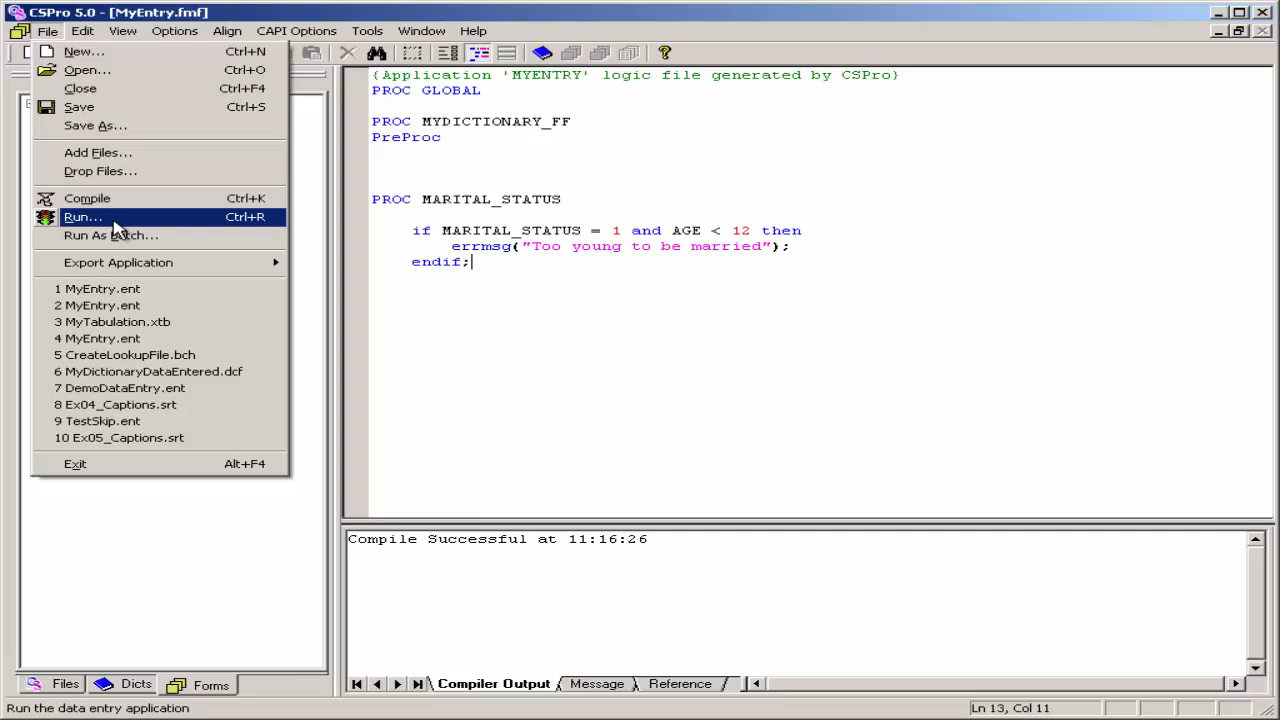 CSPro 5.0 - [MyEntry.fmf]
File Edit View Options Align CAPI Options Tools Window Help
New... Ctrl+N
Open... Ctrl+O
Close Ctrl+F4
Save Ctrl+S
Save As...
Add Files...
Drop Files...
Compile Ctrl+K
Run... Ctrl+R
Run As Batch...
Export Application
1 MyEntry.ent
2 MyEntry.ent
3 MyTabulation.xtb
4 MyEntry.ent
5 CreateLookupFile.bch
6 MyDictionaryDataEntered.dcf
7 DemoDataEntry.ent
8 Ex04_Captions.srt
9 TestSkip.ent
10 Ex05_Captions.srt
Exit Alt+F4
{Application 'MYENTRY' logic file generated by CSPro}
PROC GLOBAL
PROC MYDICTIONARY_FF
PreProc
PROC MARITAL_STATUS
if MARITAL_STATUS = 1 and AGE < 12 then
errmsg("Too young to be married");
endif;
Compile Successful at 11:16:26
Files Dicts Forms
Compiler Output Message Reference
Run the data entry application
Ln 13, Col 11